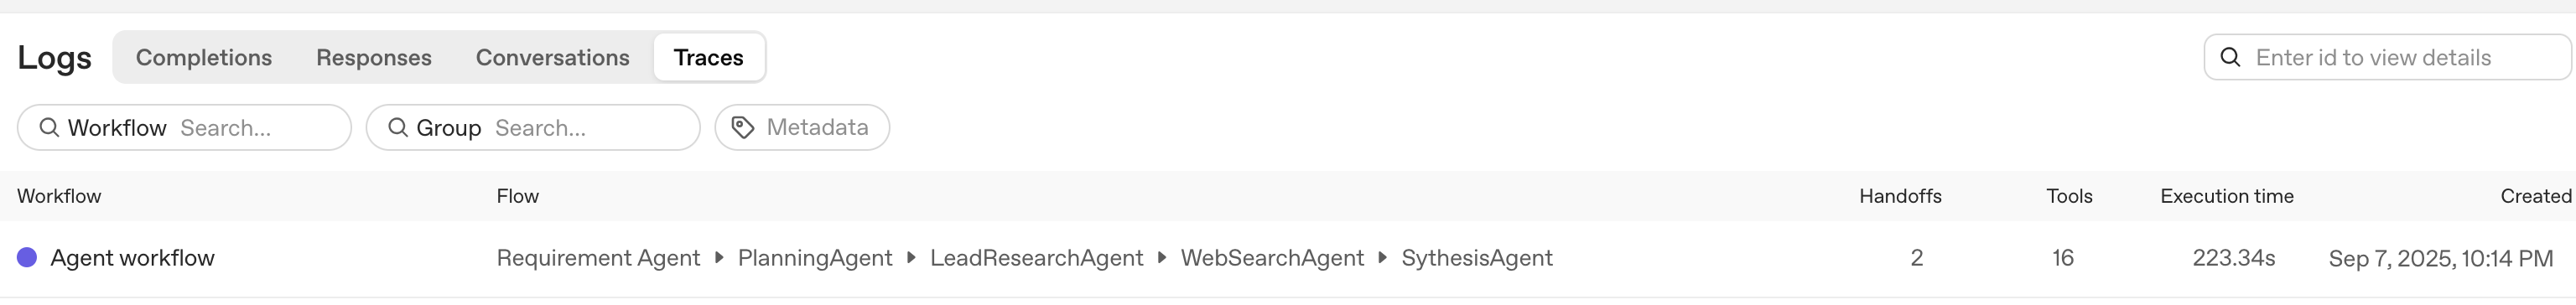 Logs Completions Responses Conversations Traces Enter id to view details
Workflow Search... Group Search... Metadata
Workflow Flow Handoffs Tools Execution time Created
Agent workflow Requirement Agent PlanningAgent LeadResearchAgent WebSearchAgent SythesisAgent 2 16 223.34s Sep 7, 2025, 10:14 PM